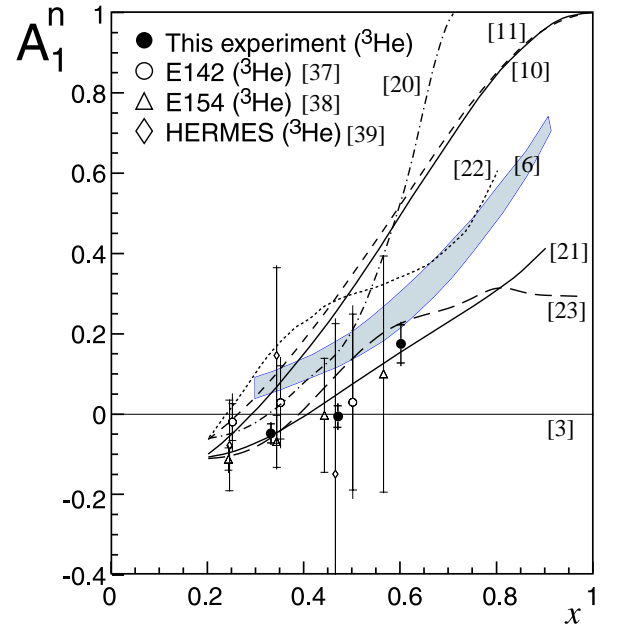 A₁ⁿ
1
0.8
0.6
0.4
0.2
0
-0.2
-0.4
This experiment (³He)
E142 (³He) [37]
E154 (³He) [38]
HERMES (³He) [39]
[11]
[10]
[20]
[22]
[6]
[21]
[23]
[3]
0 0.2 0.4 0.6 0.8 1
x